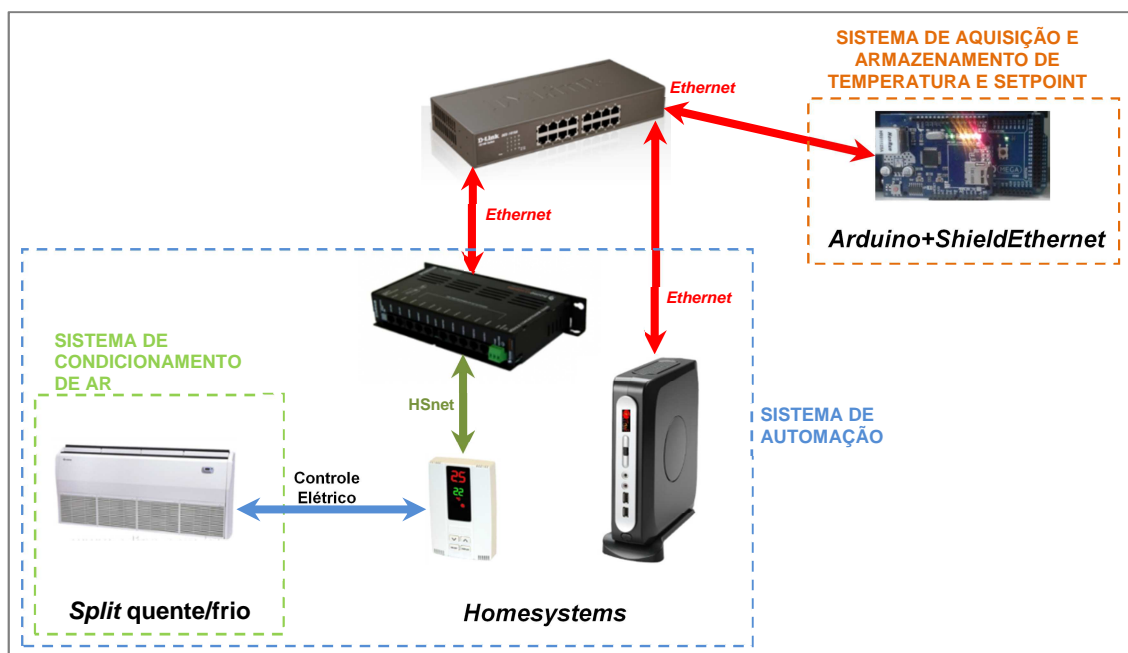 SISTEMA DE AQUISIÇÃO E
ARMAZENAMENTO DE
TEMPERATURA E SETPOINT
Ethernet
D-Link
Arduino+ShieldEthernet
Ethernet
Ethernet
SISTEMA DE
CONDICIONAMENTO
DE AR
HSnet
SISTEMA DE
AUTOMAÇÃO
25
22
Controle
Elétrico
Split quente/frio
Homesystems